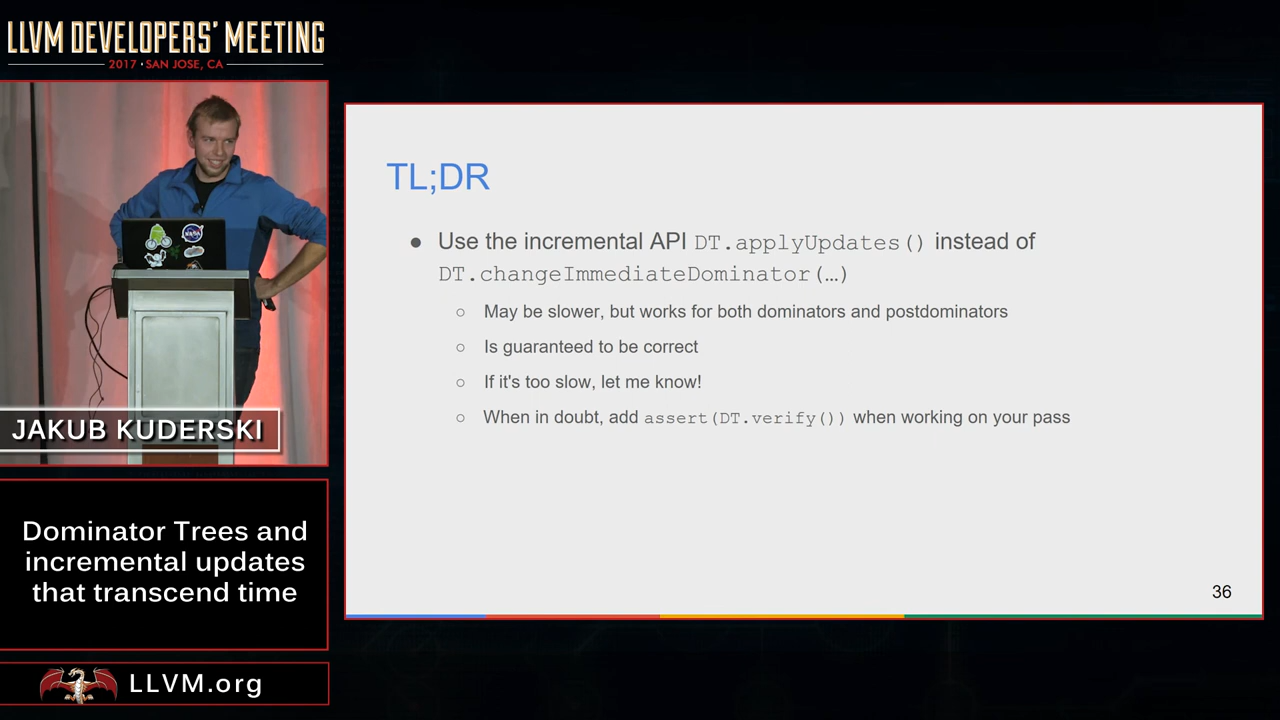 LLVM DEVELOPERS' MEETING
2017 • SAN JOSE, CA
TL;DR
● Use the incremental API DT.applyUpdates() instead of
DT.changeImmediateDominator(…)
○ May be slower, but works for both dominators and postdominators
○ Is guaranteed to be correct
○ If it's too slow, let me know!
○ When in doubt, add assert(DT.verify()) when working on your pass
36
NASA
JAKUB KUDERSKI
Dominator Trees and
incremental updates
that transcend time
LLVM.org